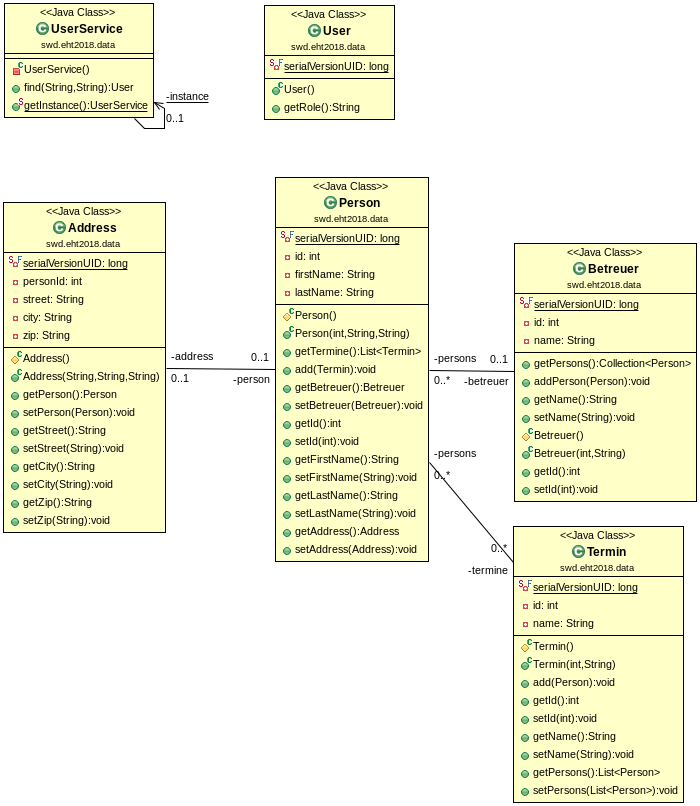 <<Java Class>>
UserService
swd.eht2018.data
UserService()
find(String,String):User
getInstance():UserService
-instance
0..1
<<Java Class>>
User
swd.eht2018.data
serialVersionUID: long
User()
getRole():String
<<Java Class>>
Address
swd.eht2018.data
serialVersionUID: long
personId: int
street: String
city: String
zip: String
Address()
Address(String,String,String)
getPerson():Person
setPerson(Person):void
getStreet():String
setStreet(String):void
getCity():String
setCity(String):void
getZip():String
setZip(String):void
-address
0..1
0..1
-person
<<Java Class>>
Person
swd.eht2018.data
serialVersionUID: long
id: int
firstName: String
lastName: String
Person()
Person(int,String,String)
getTermine():List<Termin>
add(Termin):void
getBetreuer():Betreuer
setBetreuer(Betreuer):void
getId():int
setId(int):void
getFirstName():String
setFirstName(String):void
getLastName():String
setLastName(String):void
getAddress():Address
setAddress(Address):void
-persons
0..1
0..*
-betreuer
-persons
0..*
0..*
-termine
<<Java Class>>
Betreuer
swd.eht2018.data
serialVersionUID: long
id: int
name: String
getPersons():Collection<Person>
addPerson(Person):void
getName():String
setName(String):void
Betreuer()
Betreuer(int,String)
getId():int
setId(int):void
<<Java Class>>
Termin
swd.eht2018.data
serialVersionUID: long
id: int
name: String
Termin()
Termin(int,String)
add(Person):void
getId():int
setId(int):void
getName():String
setName(String):void
getPersons():List<Person>
setPersons(List<Person>):void